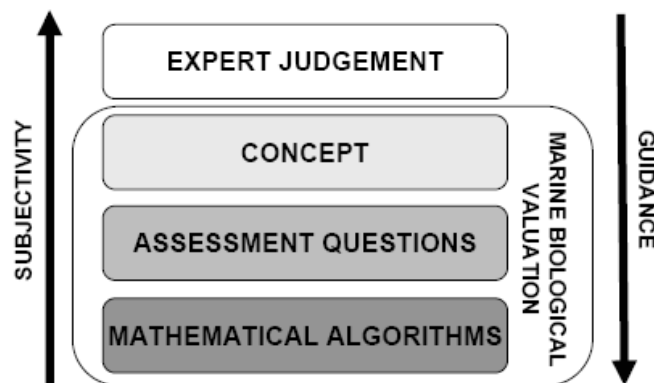 EXPERT JUDGEMENT
CONCEPT
ASSESSMENT QUESTIONS
MATHEMATICAL ALGORITHMS
SUBJECTIVITY
MARINE BIOLOGICAL
VALUATION
GUIDANCE